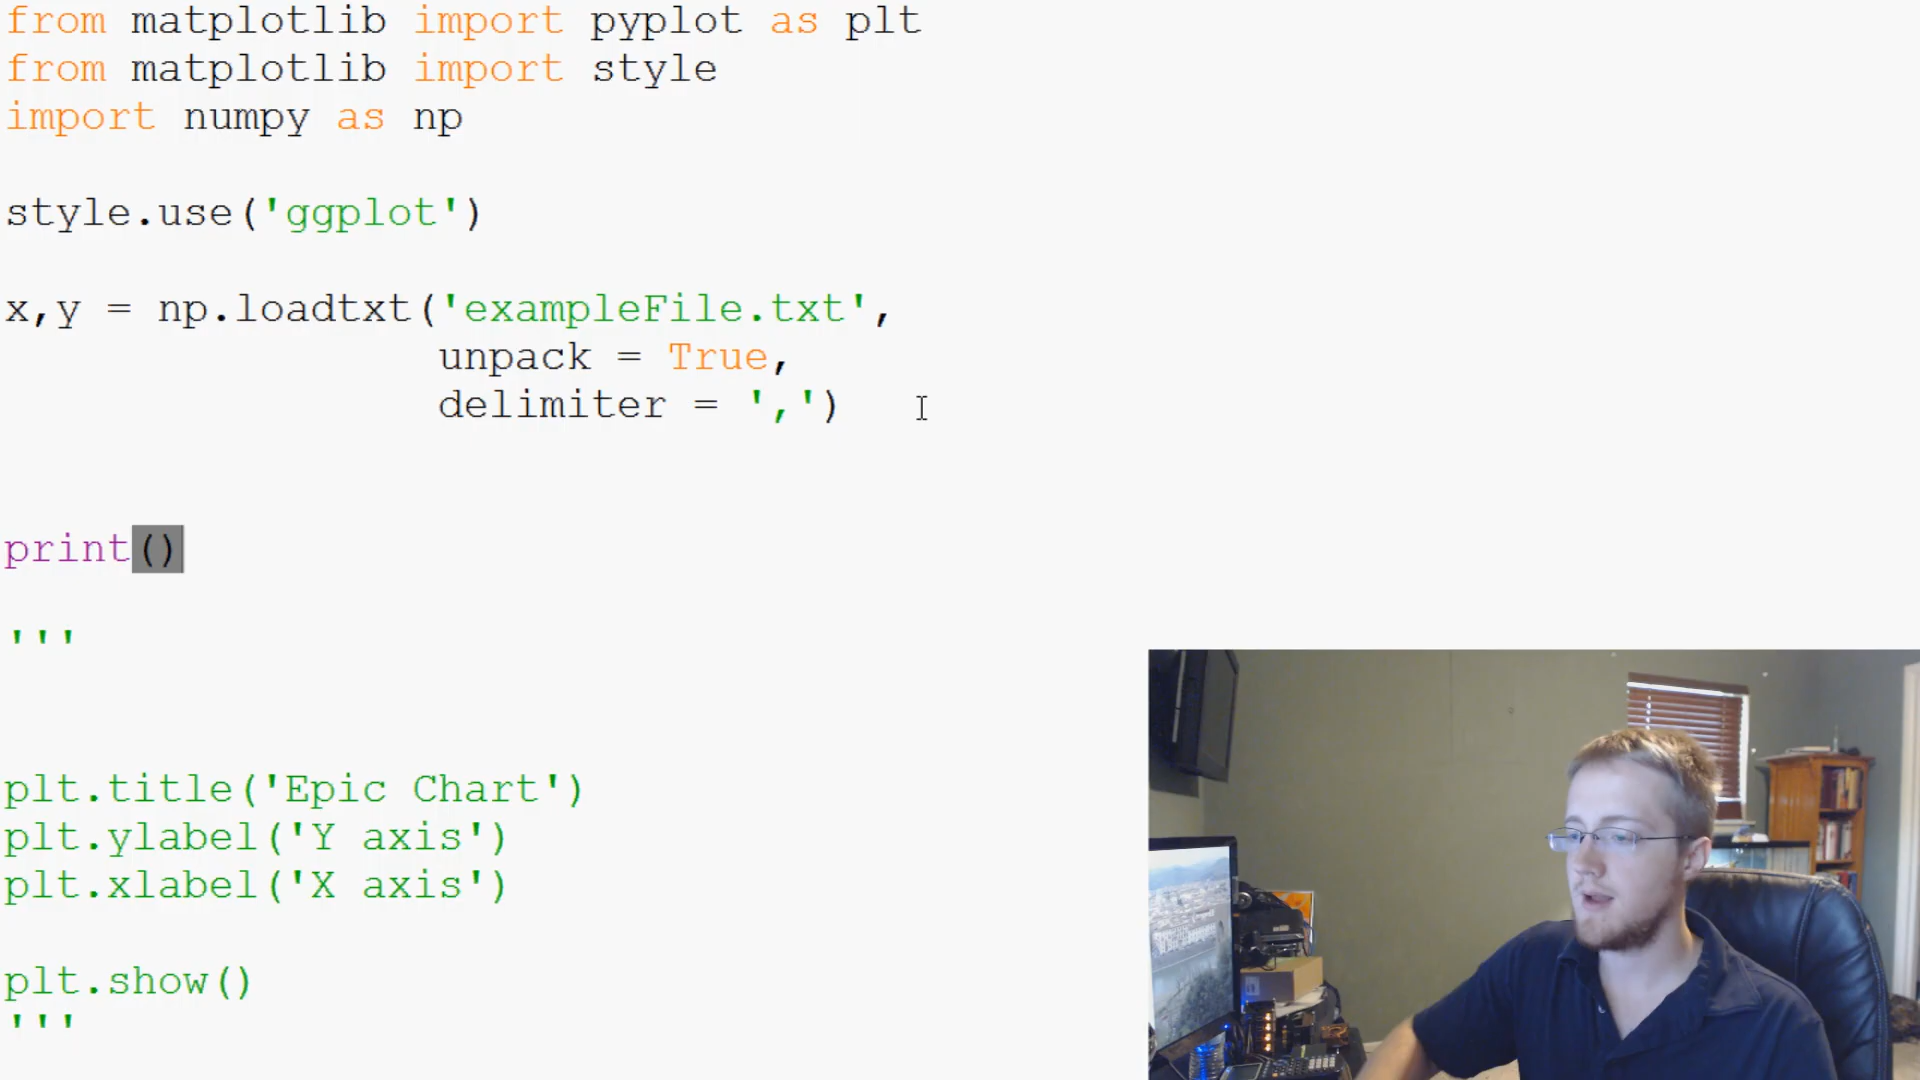 from matplotlib import pyplot as plt
from matplotlib import style
import numpy as np
style.use('ggplot')
x,y = np.loadtxt('exampleFile.txt',
unpack = True,
delimiter = ',')
print()
'''
plt.title('Epic Chart')
plt.ylabel('Y axis')
plt.xlabel('X axis')
plt.show()
'''